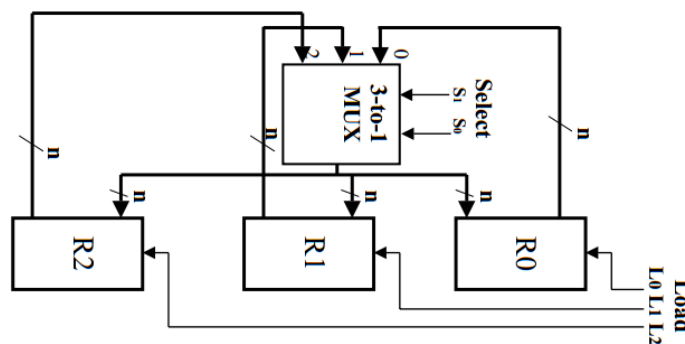 2 1 0
3-to-1
MUX
Select
S1 S0
n
n
n
n
n
n
R2
R1
R0
Load
L0 L1 L2